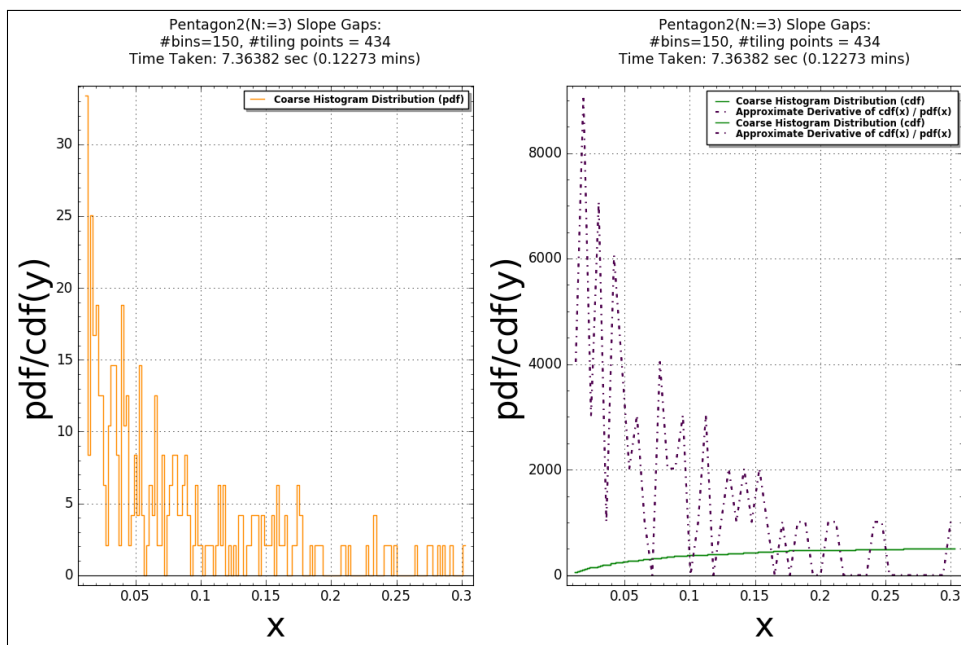 Pentagon2(N:=3) Slope Gaps:
#bins=150, #tiling points = 434
Time Taken: 7.36382 sec (0.12273 mins)
Coarse Histogram Distribution (pdf)
30
25
20
15
10
5
0
pdf/cdf(y)
0.05 0.1 0.15 0.2 0.25 0.3
x
Pentagon2(N:=3) Slope Gaps:
#bins=150, #tiling points = 434
Time Taken: 7.36382 sec (0.12273 mins)
Coarse Histogram Distribution (cdf)
Approximate Derivative of cdf(x) / pdf(x)
Coarse Histogram Distribution (cdf)
Approximate Derivative of cdf(x) / pdf(x)
8000
6000
4000
2000
0
pdf/cdf(y)
0.05 0.1 0.15 0.2 0.25 0.3
x